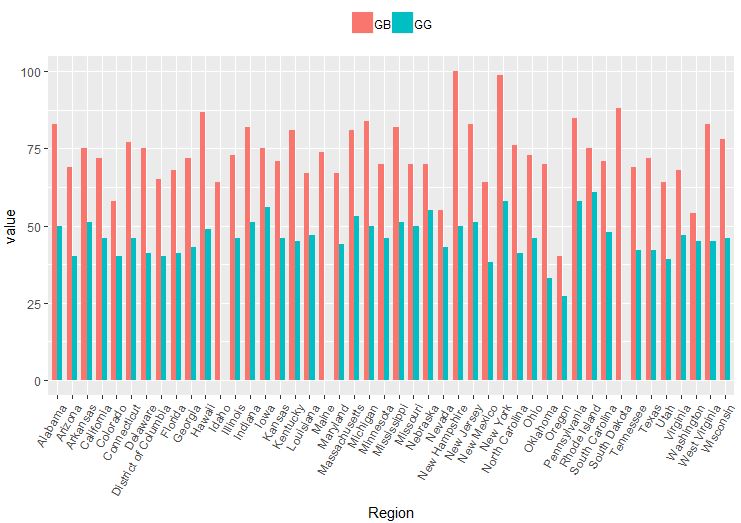 GB GG
100
75
50
25
0
value
Alabama
Arizona
Arkansas
California
Colorado
Connecticut
Delaware
District of Columbia
Florida
Georgia
Hawaii
Idaho
Illinois
Indiana
Iowa
Kansas
Kentucky
Louisiana
Maine
Maryland
Massachusetts
Michigan
Minnesota
Mississippi
Missouri
Nebraska
Nevada
New Hampshire
New Jersey
New Mexico
New York
North Carolina
Ohio
Oklahoma
Oregon
Pennsylvania
Rhode Island
South Carolina
South Dakota
Tennessee
Texas
Utah
Virginia
Washington
West Virginia
Wisconsin
Region